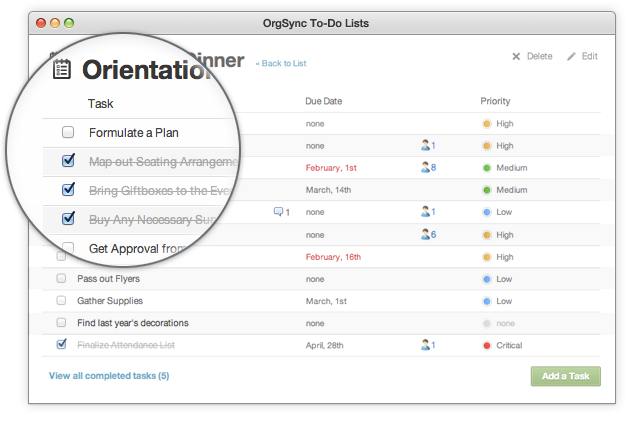 OrgSync To-Do Lists
Orientatio Dinner
« Back to List
Delete
Edit
Task
Due Date
Priority
none
High
Formulate a Plan
none
1
High
Map out Seating Arrangeme
February, 1st
8
Medium
Bring Giftboxes to the Eve
March, 14th
Medium
Buy Any Necessary Su
1
none
1
Low
none
6
High
Get Approval from
February, 16th
High
Pass out Flyers
none
Low
Gather Supplies
March, 1st
Low
Find last year's decorations
none
none
Finalize Attendance List
April, 28th
1
Critical
View all completed tasks (5)
Add a Task